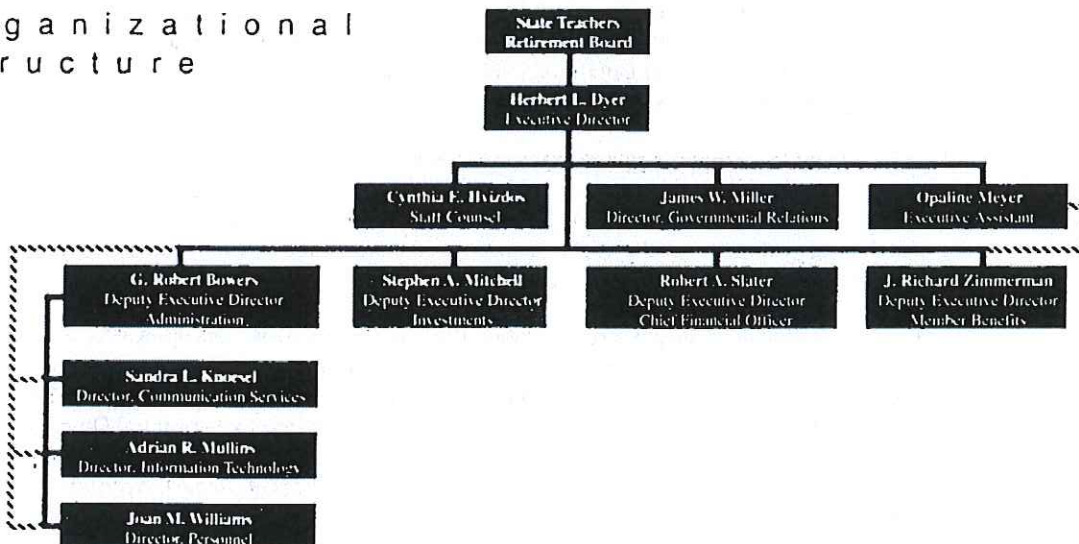 ganizational
ructure
State Teachers
Retirement Board
Herbert L. Dyer
Executive Director
Cynthia E. Hvizdos
Staff Counsel
James W. Miller
Director, Governmental Relations
Opaline Meyer
Executive Assistant
G. Robert Bowers
Deputy Executive Director
Administration
Stephen A. Mitchell
Deputy Executive Director
Investments
Robert A. Slater
Deputy Executive Director
Chief Financial Officer
J. Richard Zimmerman
Deputy Executive Director
Member Benefits
Sandra L. Knoesel
Director, Communication Services
Adrian R. Mullins
Director, Information Technology
Joan M. Williams
Director, Personnel